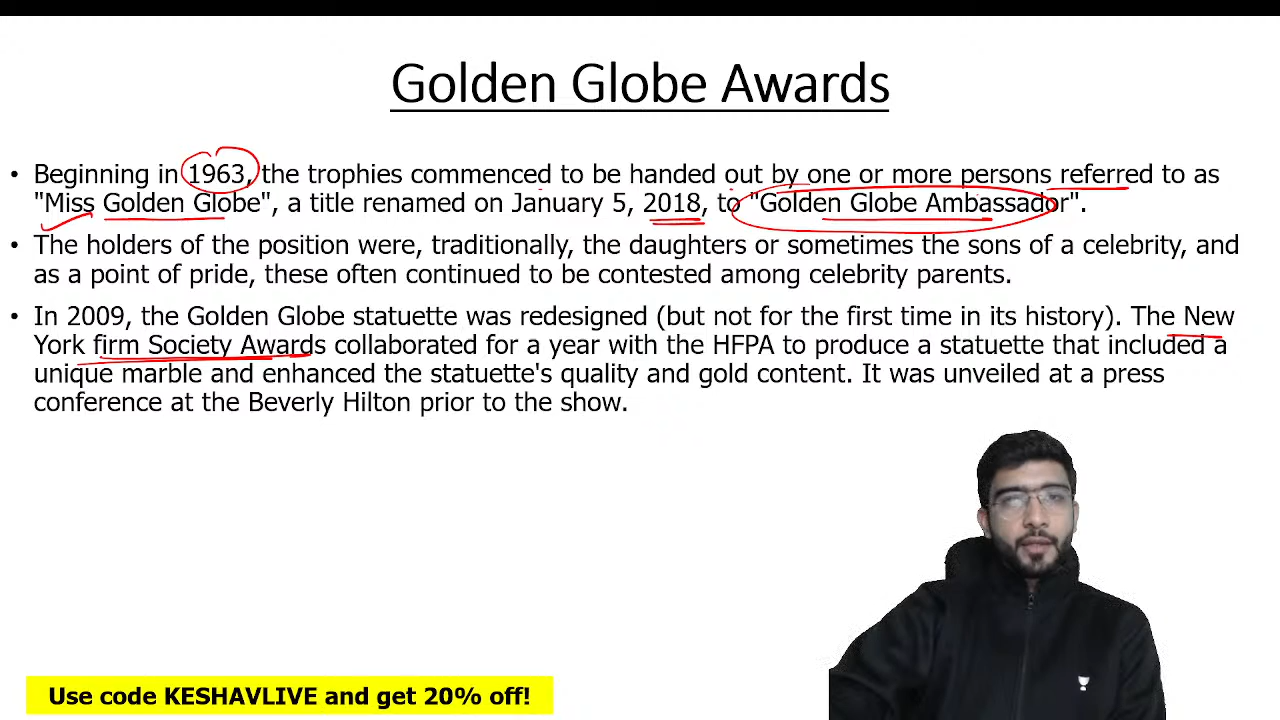 Golden Globe Awards
• Beginning in 1963, the trophies commenced to be handed out by one or more persons referred to as
"Miss Golden Globe", a title renamed on January 5, 2018, to "Golden Globe Ambassador".
• The holders of the position were, traditionally, the daughters or sometimes the sons of a celebrity, and
as a point of pride, these often continued to be contested among celebrity parents.
• In 2009, the Golden Globe statuette was redesigned (but not for the first time in its history). The New
York firm Society Awards collaborated for a year with the HFPA to produce a statuette that included a
unique marble and enhanced the statuette's quality and gold content. It was unveiled at a press
conference at the Beverly Hilton prior to the show.
Use code KESHAVLIVE and get 20% off!